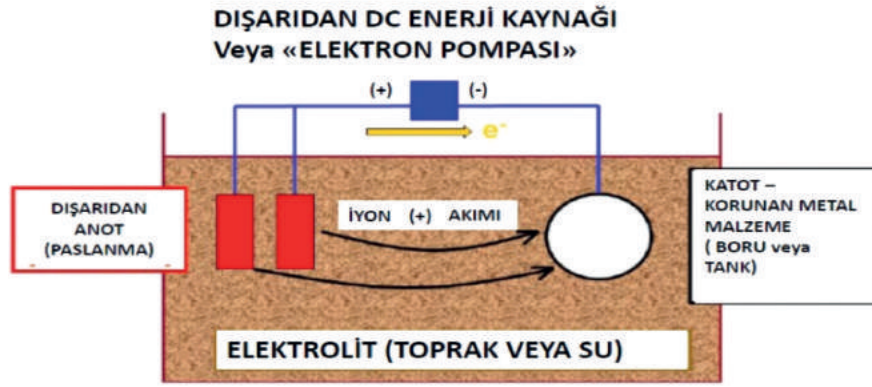 DIŞARIDAN DC ENERJİ KAYNAĞI
Veya «ELEKTRON POMPASI»
(+)
(-)
e-
DIŞARIDAN
ANOT
(PASLANMA)
İYON (+) AKIMI
KATOT –
KORUNAN METAL
MALZEME
( BORU veya
TANK)
ELEKTROLİT (TOPRAK VEYA SU)